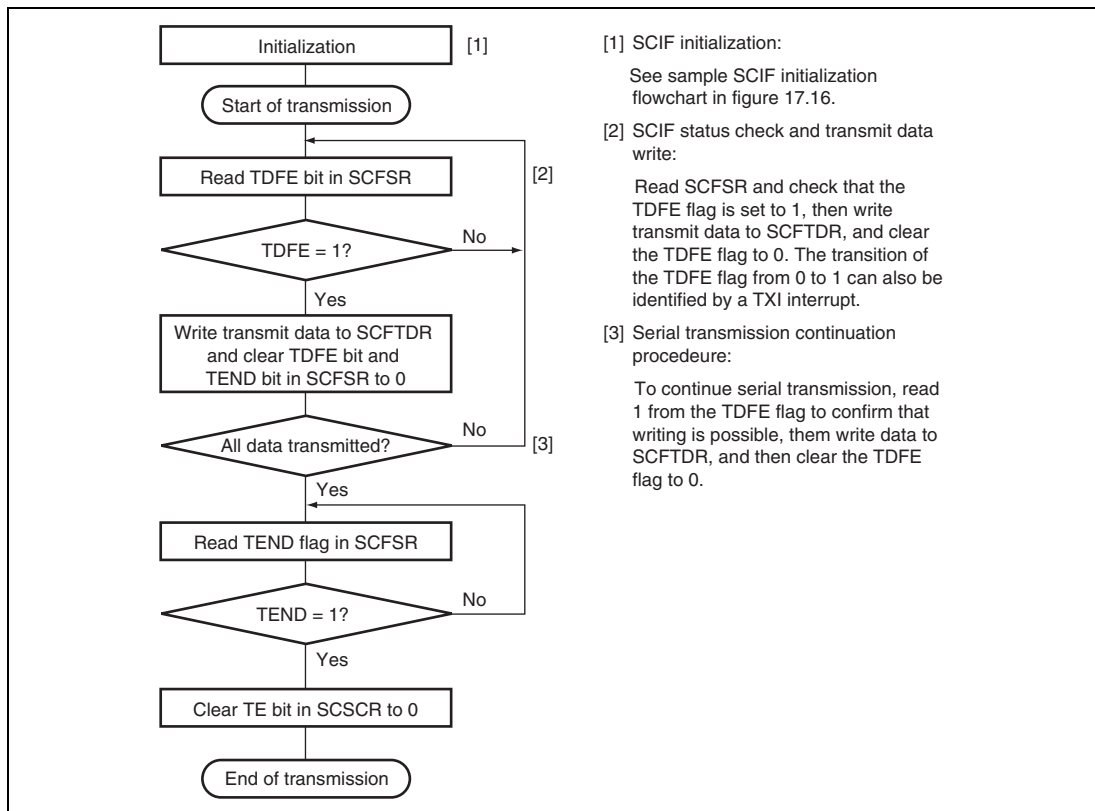 Initialization
[1]
Start of transmission
Read TDFE bit in SCFSR
[2]
TDFE = 1?
No
Yes
Write transmit data to SCFTDR
and clear TDFE bit and
TEND bit in SCFSR to 0
All data transmitted?
No
[3]
Yes
Read TEND flag in SCFSR
TEND = 1?
No
Yes
Clear TE bit in SCSCR to 0
End of transmission
[1] SCIF initialization:
See sample SCIF initialization
flowchart in figure 17.16.
[2] SCIF status check and transmit data
write:
Read SCFSR and check that the
TDFE flag is set to 1, then write
transmit data to SCFTDR, and clear
the TDFE flag to 0. The transition of
the TDFE flag from 0 to 1 can also be
identified by a TXI interrupt.
[3] Serial transmission continuation
procedeure:
To continue serial transmission, read
1 from the TDFE flag to confirm that
writing is possible, them write data to
SCFTDR, and then clear the TDFE
flag to 0.